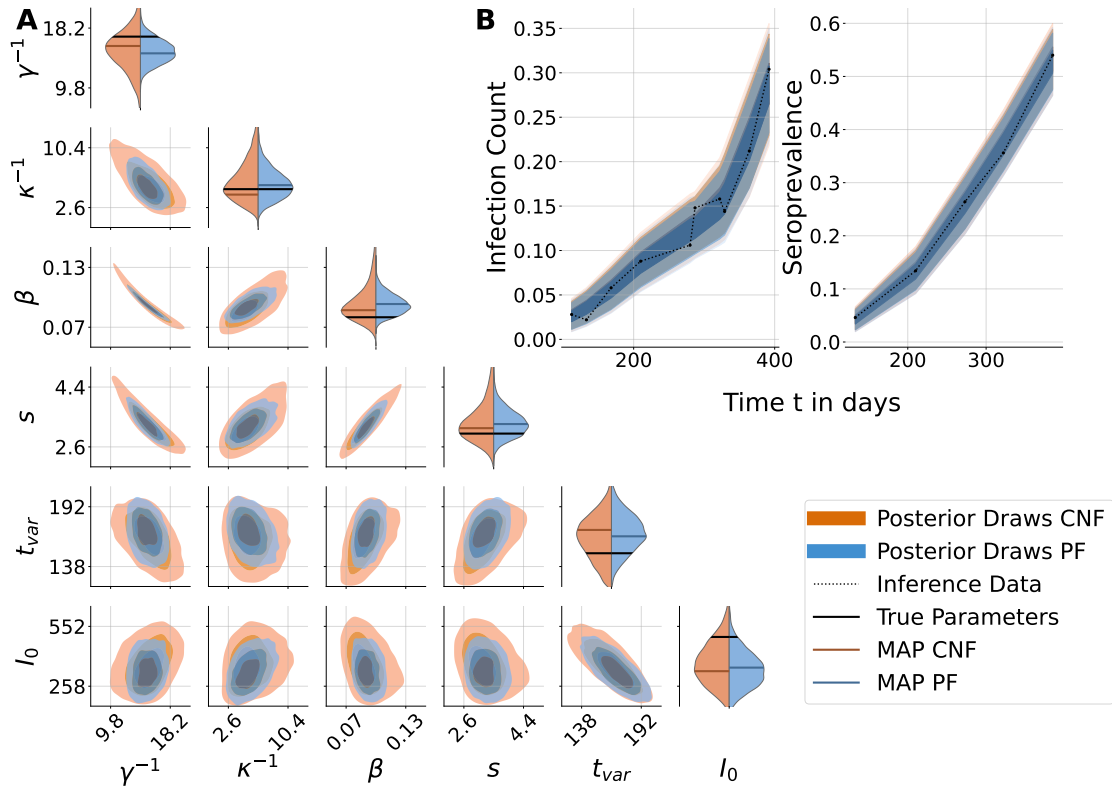 A
γ⁻¹
18.2
9.8
κ⁻¹
10.4
2.6
β
0.13
0.07
s
4.4
2.6
t_var
192
138
I₀
552
258
9.8 18.2 2.6 10.4 0.07 0.13 2.6 4.4 138 192
γ⁻¹ κ⁻¹ β s t_var I₀
B
Infection Count
0.35
0.30
0.25
0.20
0.15
0.10
0.05
0.00
200 400
Seroprevalence
0.6
0.5
0.4
0.3
0.2
0.1
0.0
200 300
Time t in days
Posterior Draws CNF
Posterior Draws PF
Inference Data
True Parameters
MAP CNF
MAP PF